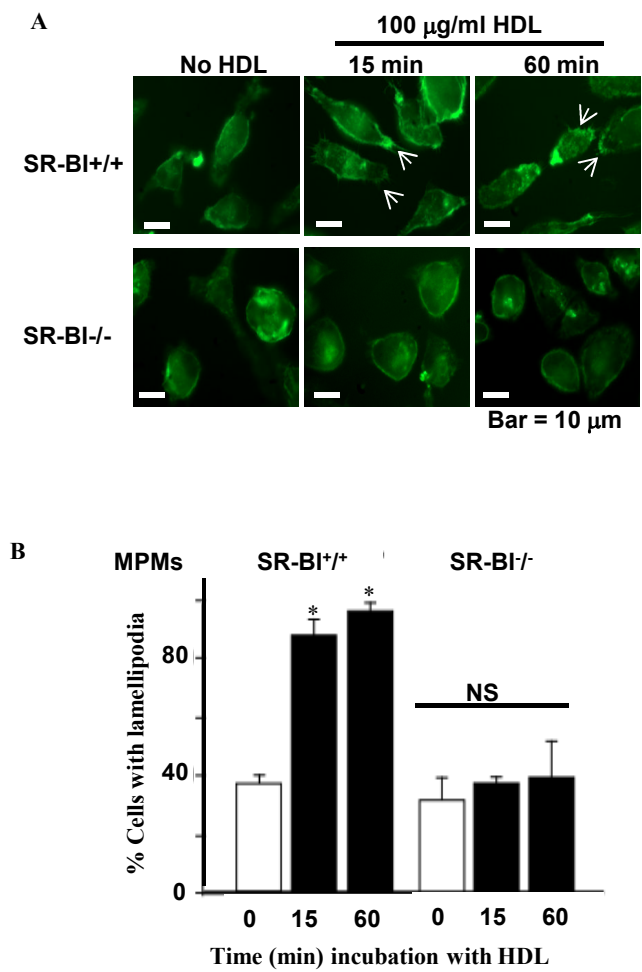 A
100 μg/ml HDL
No HDL 15 min 60 min
SR-BI+/+
SR-BI-/-
Bar = 10 μm
B
MPMs SR-BI+/+ SR-BI-/-
* *
80
NS
40
0
% Cells with lamellipodia
0 15 60 0 15 60
Time (min) incubation with HDL